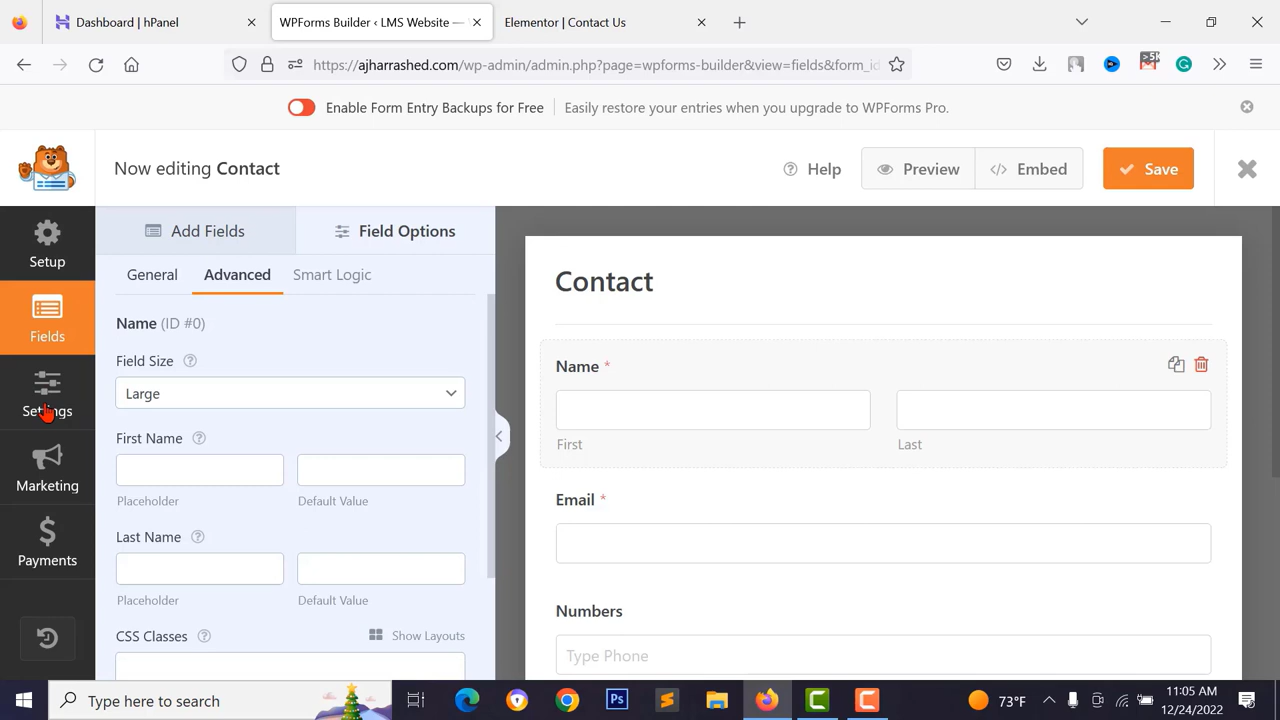 Dashboard | hPanel
WPForms Builder ‹ LMS Website —
Elementor | Contact Us
https://ajharrashed.com/wp-admin/admin.php?page=wpforms-builder&view=fields&form_id
Enable Form Entry Backups for Free
Easily restore your entries when you upgrade to WPForms Pro.
Now editing Contact
Help
Preview
Embed
Save
Setup
Fields
Settings
Marketing
Payments
Add Fields
Field Options
General
Advanced
Smart Logic
Name (ID #0)
Field Size
Large
First Name
Placeholder
Default Value
Last Name
Placeholder
Default Value
CSS Classes
Show Layouts
Contact
Name *
First
Last
Email *
Numbers
Type Phone
Type here to search
Ps
73°F
11:05 AM
12/24/2022